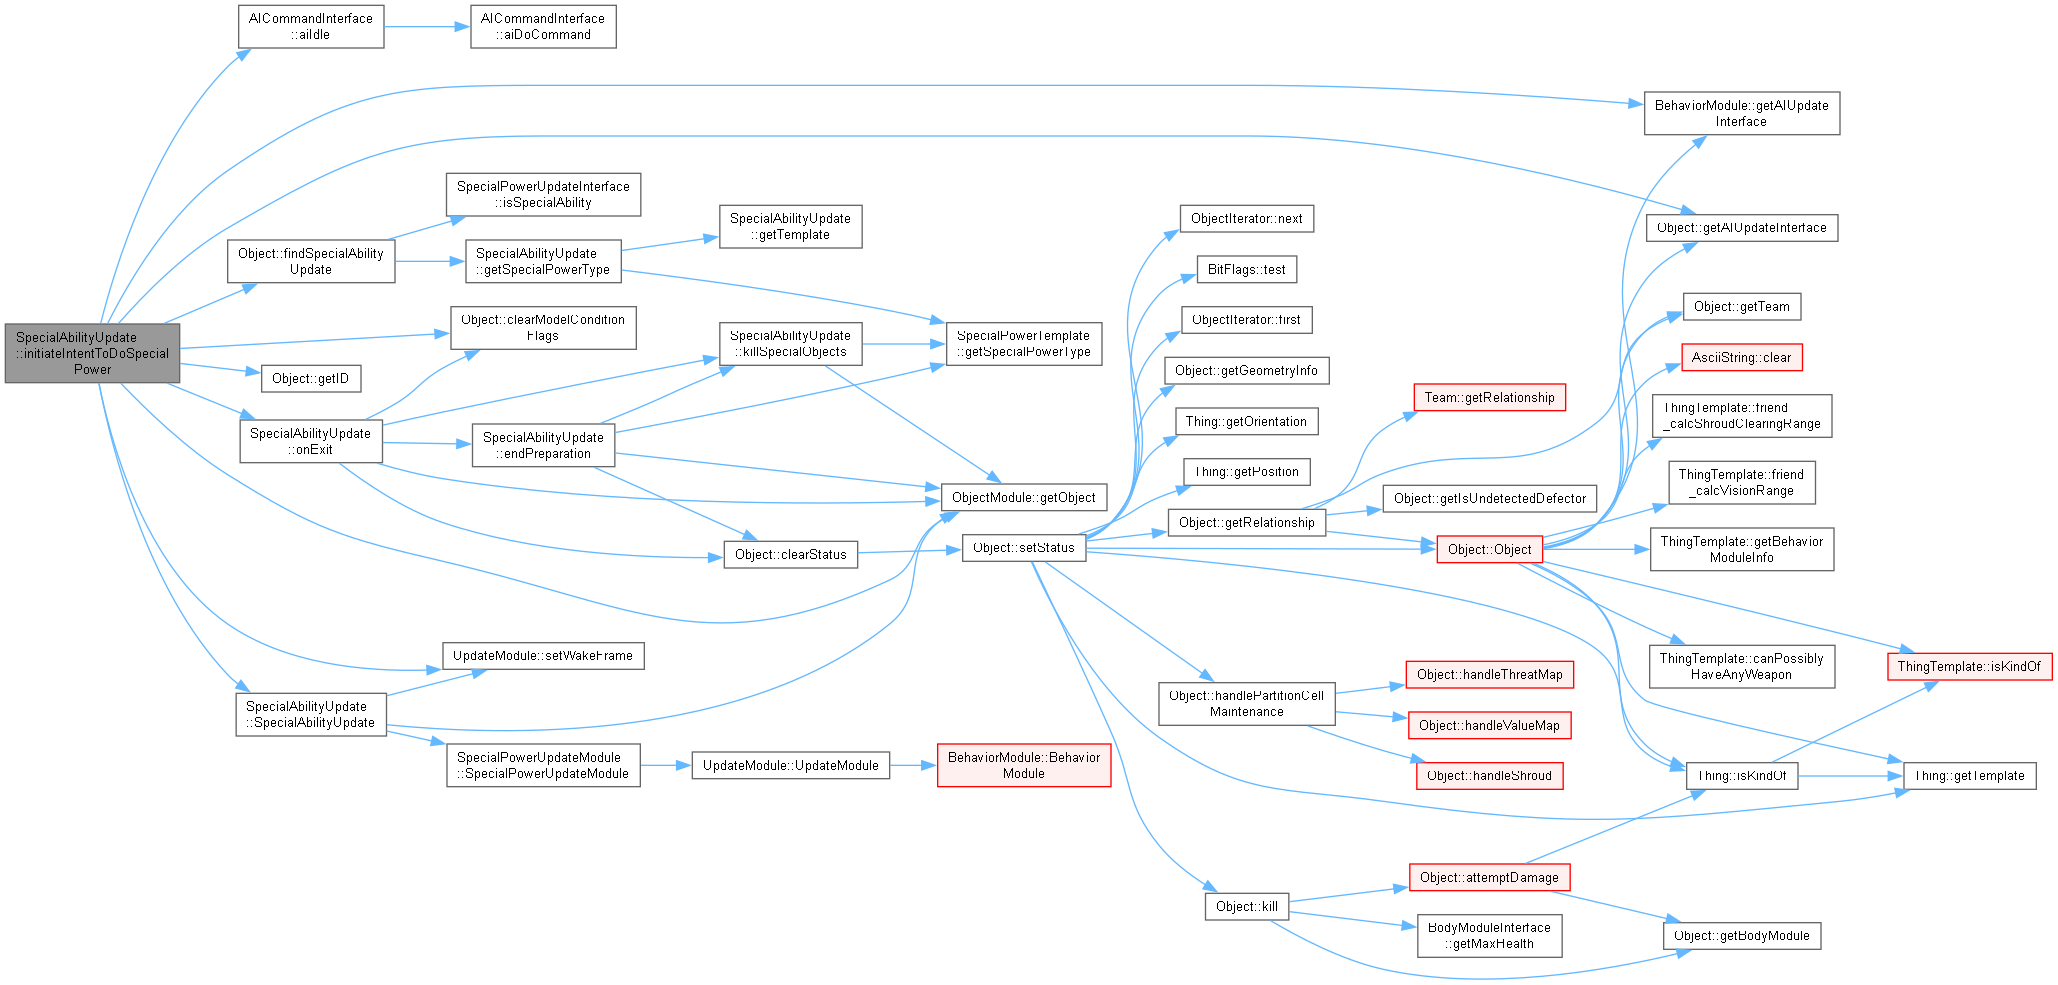 AICommandInterface
::aiIdle
AICommandInterface
::aiDoCommand
BehaviorModule::getAIUpdate
Interface
SpecialPowerUpdateInterface
::isSpecialAbility
SpecialAbilityUpdate
::getTemplate
ObjectIterator::next
Object::getAIUpdateInterface
Object::findSpecialAbility
Update
SpecialAbilityUpdate
::getSpecialPowerType
BitFlags::test
Object::clearModelCondition
Flags
SpecialAbilityUpdate
::killSpecialObjects
SpecialPowerTemplate
::getSpecialPowerType
ObjectIterator::first
Object::getTeam
SpecialAbilityUpdate
::initiateIntentToDoSpecial
Power
Object::getID
Object::getGeometryInfo
AsciiString::clear
Team::getRelationship
ThingTemplate::friend
_calcShroudClearingRange
SpecialAbilityUpdate
::onExit
SpecialAbilityUpdate
::endPreparation
Thing::getOrientation
Thing::getPosition
ThingTemplate::friend
_calcVisionRange
ObjectModule::getObject
Object::getIsUndetectedDefector
Object::getRelationship
Object::clearStatus
Object::setStatus
Object::Object
ThingTemplate::getBehavior
ModuleInfo
UpdateModule::setWakeFrame
ThingTemplate::canPossibly
HaveAnyWeapon
ThingTemplate::isKindOf
Object::handleThreatMap
Object::handlePartitionCell
Maintenance
Object::handleValueMap
SpecialAbilityUpdate
::SpecialAbilityUpdate
SpecialPowerUpdateModule
::SpecialPowerUpdateModule
UpdateModule::UpdateModule
BehaviorModule::Behavior
Module
Object::handleShroud
Thing::isKindOf
Thing::getTemplate
Object::attemptDamage
Object::kill
BodyModuleInterface
::getMaxHealth
Object::getBodyModule